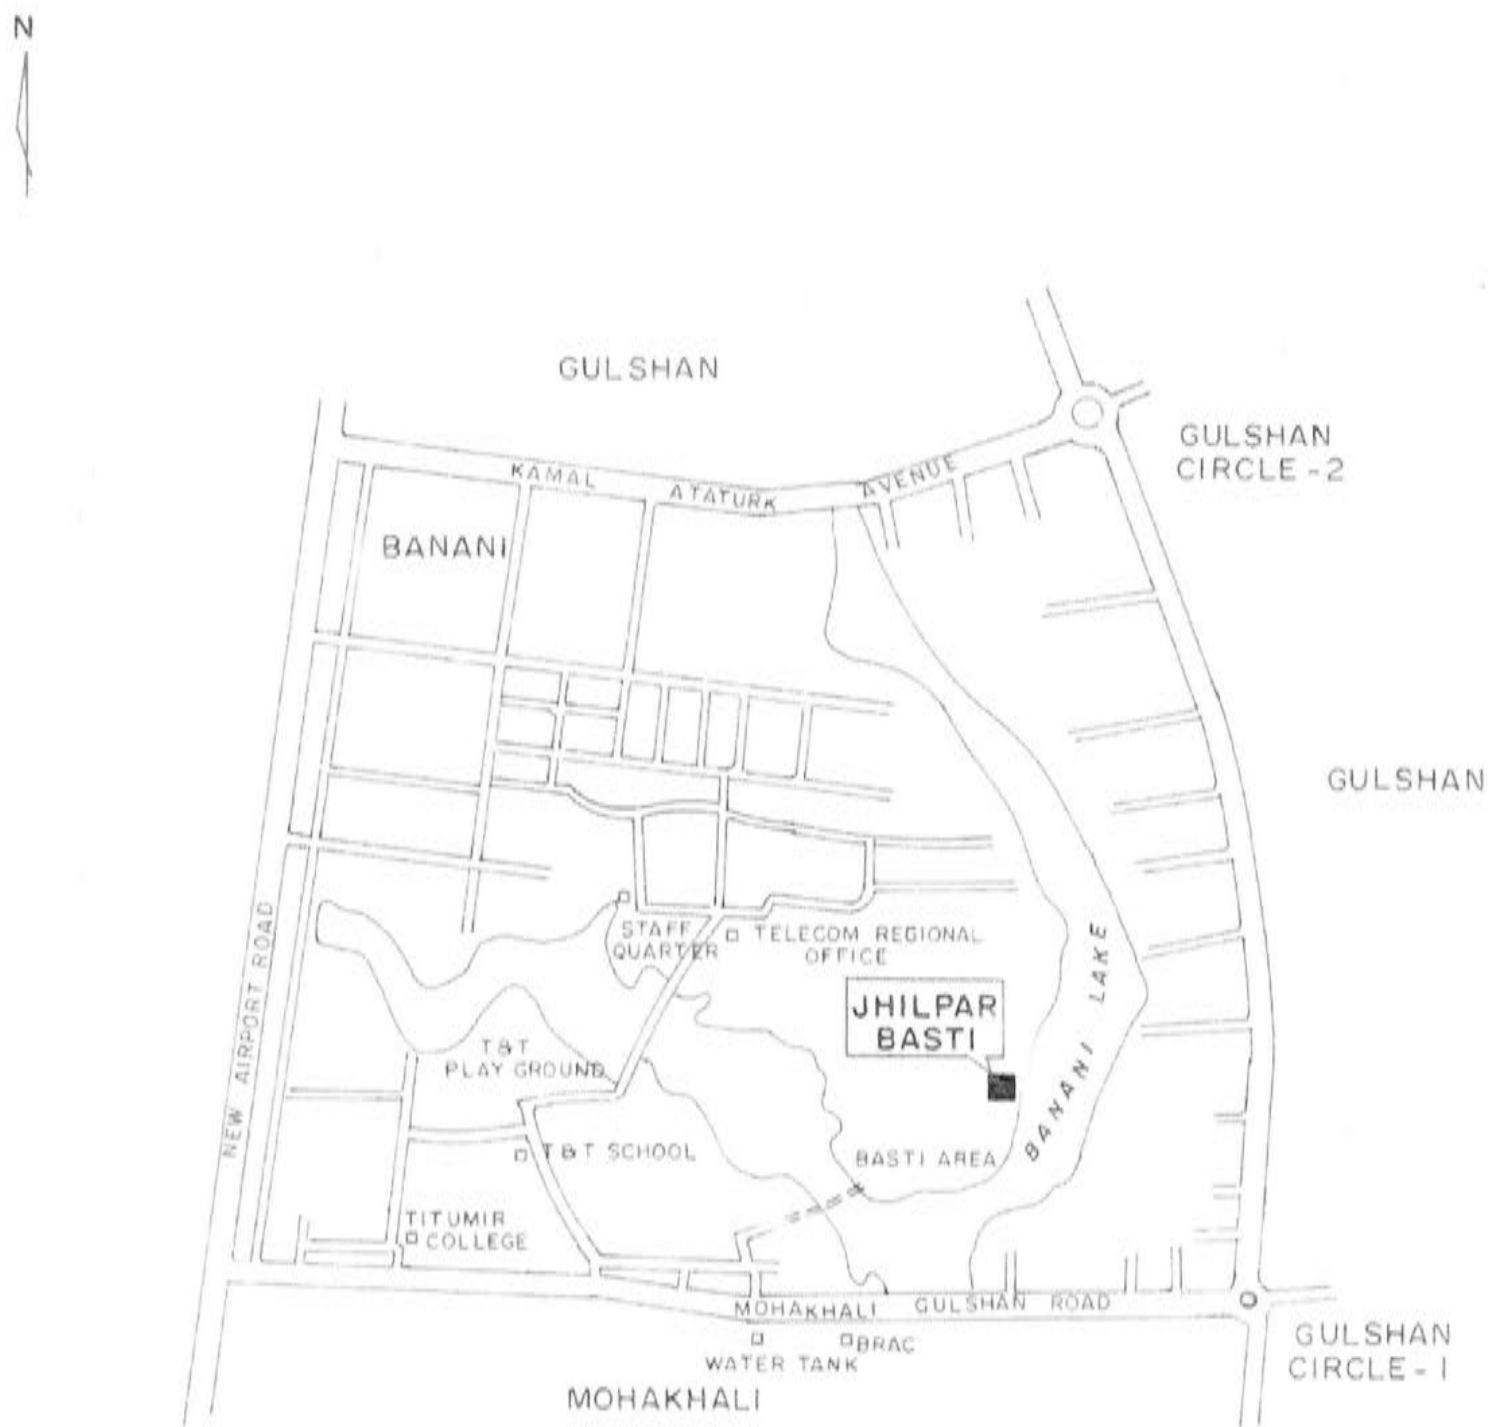 N
GULSHAN
GULSHAN
CIRCLE - 2
KAMAL ATATURK AVENUE
BANANI
GULSHAN
NEW AIRPORT ROAD
STAFF
QUARTER
TELECOM REGIONAL
OFFICE
BANANI LAKE
JHILPAR
BASTI
T&T
PLAY GROUND
T&T SCHOOL
BASTI AREA
TITUMIR
COLLEGE
MOHAKHALI GULSHAN ROAD
WATER TANK
BRAC
GULSHAN
CIRCLE - 1
MOHAKHALI